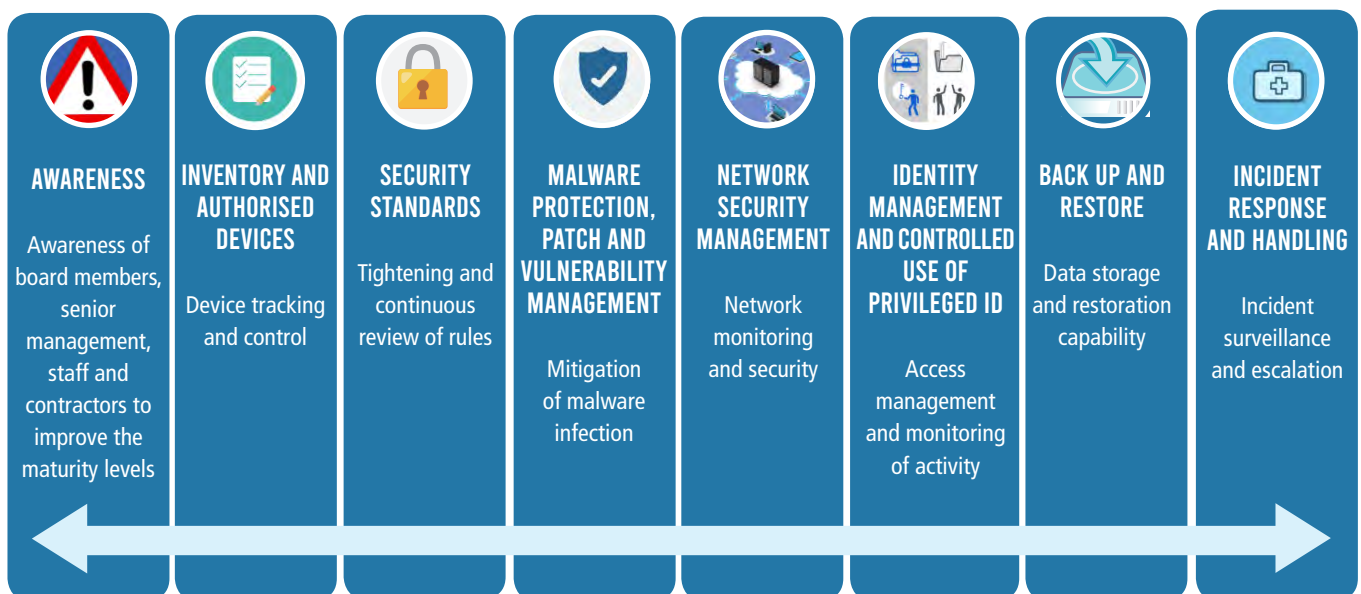 AWARENESS
Awareness of
board members,
senior
management,
staff and
contractors to
improve the
maturity levels
INVENTORY AND
AUTHORISED
DEVICES
Device tracking
and control
SECURITY
STANDARDS
Tightening and
continuous
review of rules
MALWARE
PROTECTION,
PATCH AND
VULNERABILITY
MANAGEMENT
Mitigation
of malware
infection
NETWORK
SECURITY
MANAGEMENT
Network
monitoring
and security
IDENTITY
MANAGEMENT
AND CONTROLLED
USE OF
PRIVILEGED ID
Access
management
and monitoring
of activity
BACK UP AND
RESTORE
Data storage
and restoration
capability
INCIDENT
RESPONSE
AND HANDLING
Incident
surveillance
and escalation